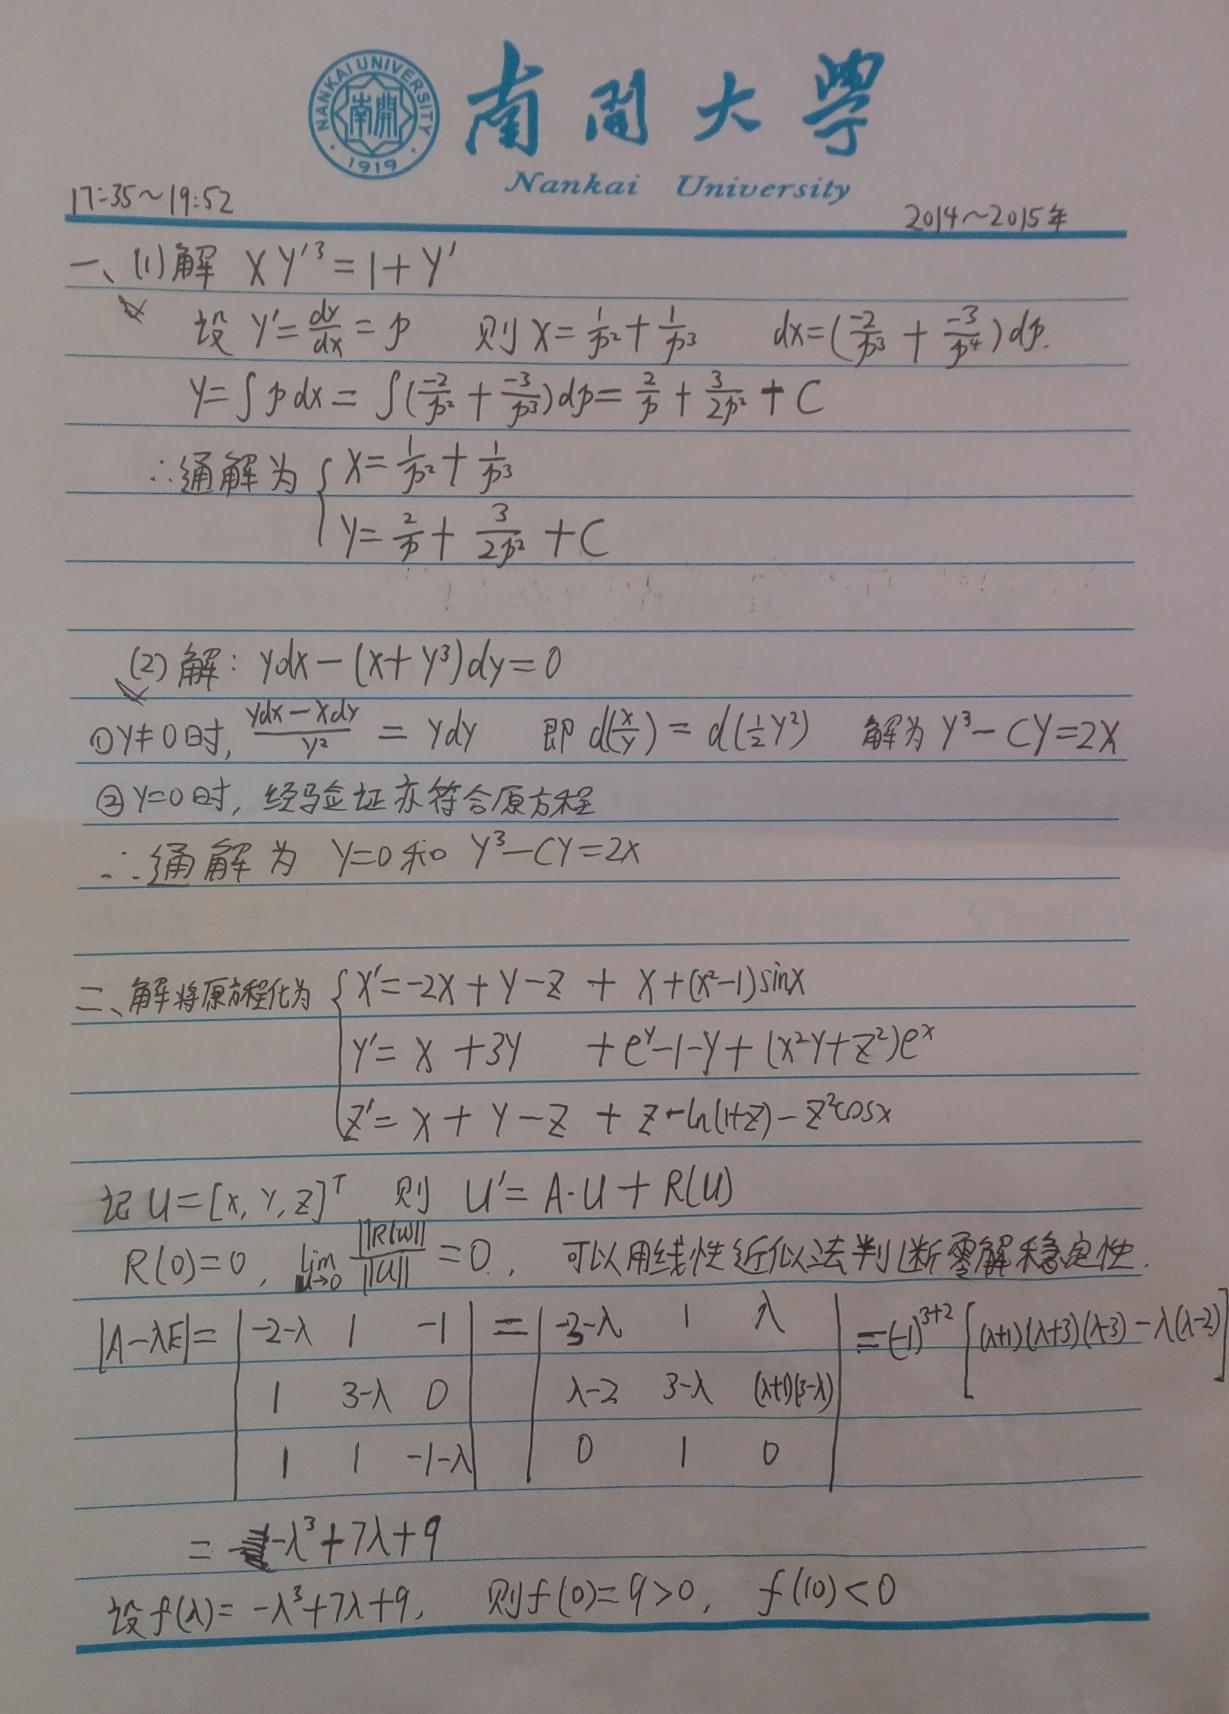 NANKAI UNIVERSITY
南開
1919
南開大學
Nankai University
17:35~19:52
2014~2015年
一、(1)解 XY'³=1+Y'
设 Y'=dy/dx=p 则X=1/p²+1/p³ dx=(-2/p³+-3/p⁴)dp.
Y=∫pdx=∫(-2/p²+-3/p³)dp=2/p+3/2p²+C
∴通解为 { X=1/p²+1/p³
Y=2/p+3/2p²+C
(2)解: Ydx-(X+Y³)dy=0
①Y≠0时, Ydx-Xdy/Y²=Ydy 即 d(X/Y)=d(½Y²) 解为 Y³-CY=2X
②Y=0时, 经验证亦符合原方程
∴通解为 Y=0和 Y³-CY=2X
二、解将原方程化为 { X'=-2X+Y-Z + X+(X²-1)sinX
Y'= X +3Y +e^Y-1-Y+(X²Y+Z²)e^X
Z'= X+Y-Z + Z-ln(1+Z)-Z²cosX
记 U=[X,Y,Z]ᵀ 则 U'=A·U+R(U)
R(0)=0, lim U→0 ||R(U)||/||U||=0, 可以用线性近似法判断零解稳定性.
|A-λE|= | -2-λ 1 -1 | = | -3-λ 1 λ | =(-1)³⁺²[(λ+1)(λ+3)(λ-3)-λ(λ-2)]
| 1 3-λ 0 | | λ-2 3-λ (λ+1)(3-λ) |
| 1 1 -1-λ | | 0 1 0 |
= -λ³+7λ+9
设f(λ)= -λ³+7λ+9, 则f(0)=9>0, f(10)<0